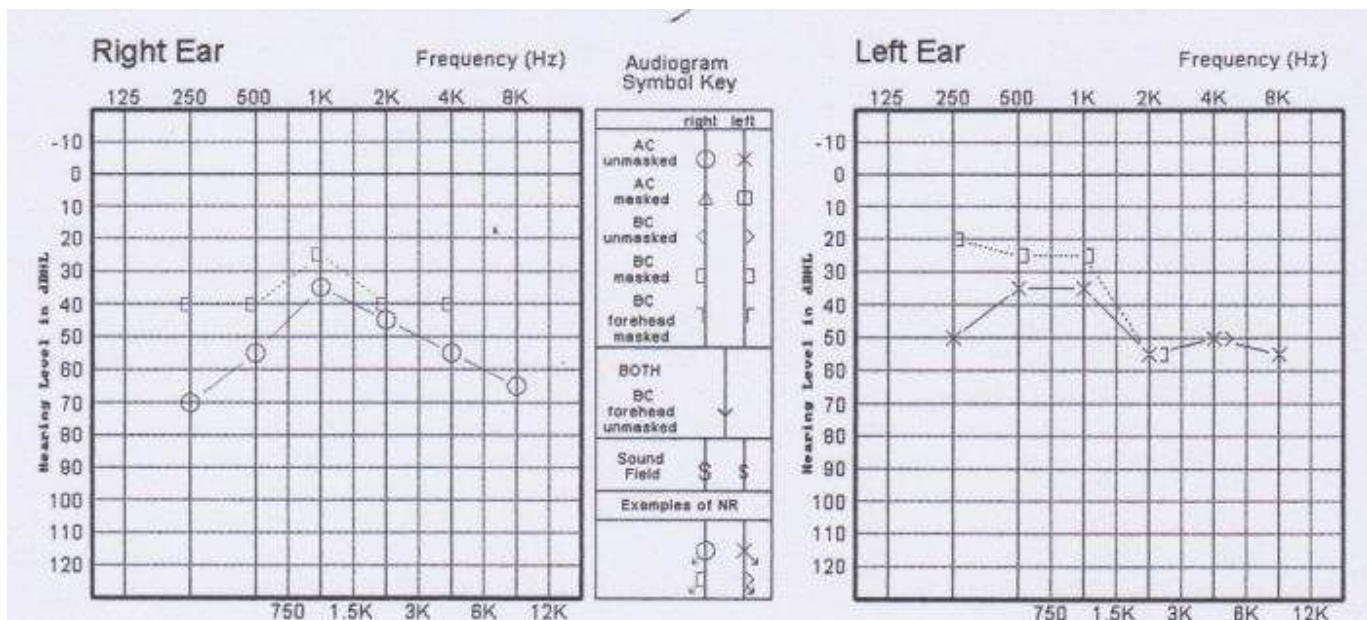 Right Ear
Frequency (Hz)
125 250 500 1K 2K 4K 8K
-10
0
10
20
30
40
50
60
70
80
90
100
110
120
Hearing Level in dBHL
750 1.5K 3K 6K 12K
Audiogram
Symbol Key
right left
AC
unmasked
AC
masked
BC
unmasked
BC
masked
BC
forehead
masked
BOTH
BC
forehead
unmasked
Sound
Field
S s
Examples of NR
Left Ear
Frequency (Hz)
125 250 500 1K 2K 4K 8K
-10
0
10
20
30
40
50
60
70
80
90
100
110
120
Hearing Level in dBHL
750 1.5K 3K 6K 12K